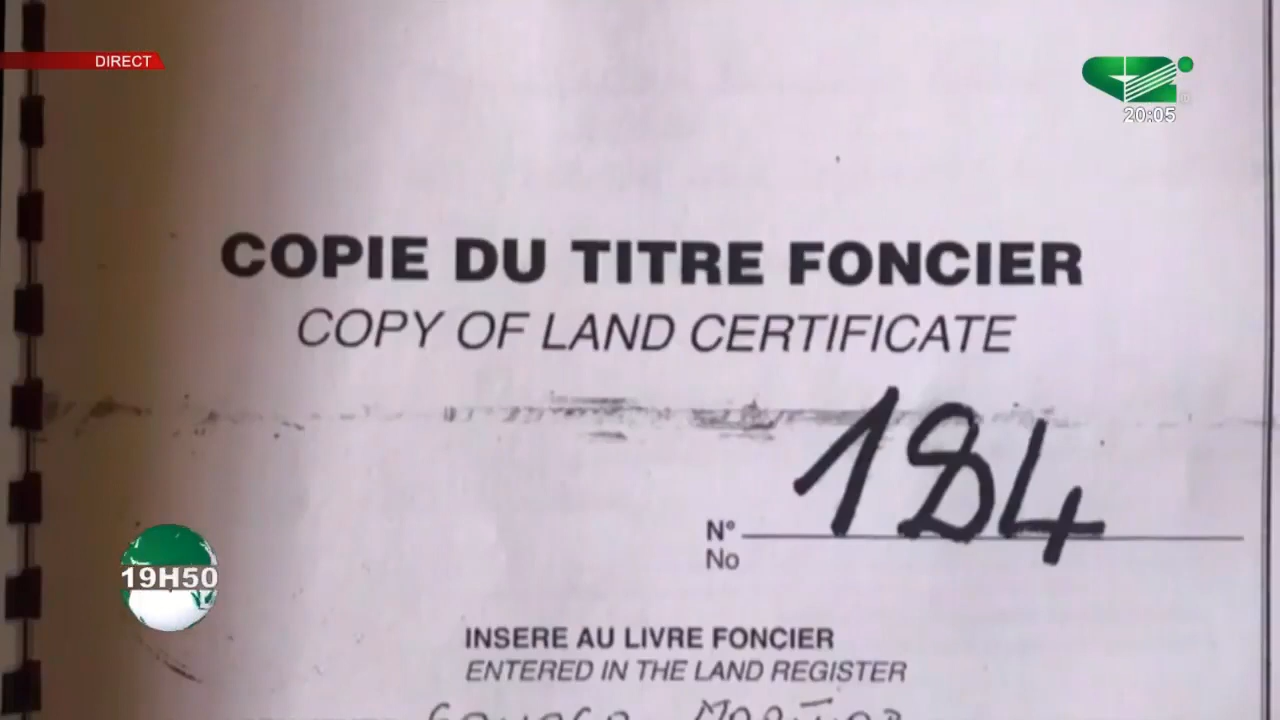 DIRECT
20:05
COPIE DU TITRE FONCIER
COPY OF LAND CERTIFICATE
184
N°
No
19H50
INSERE AU LIVRE FONCIER
ENTERED IN THE LAND REGISTER